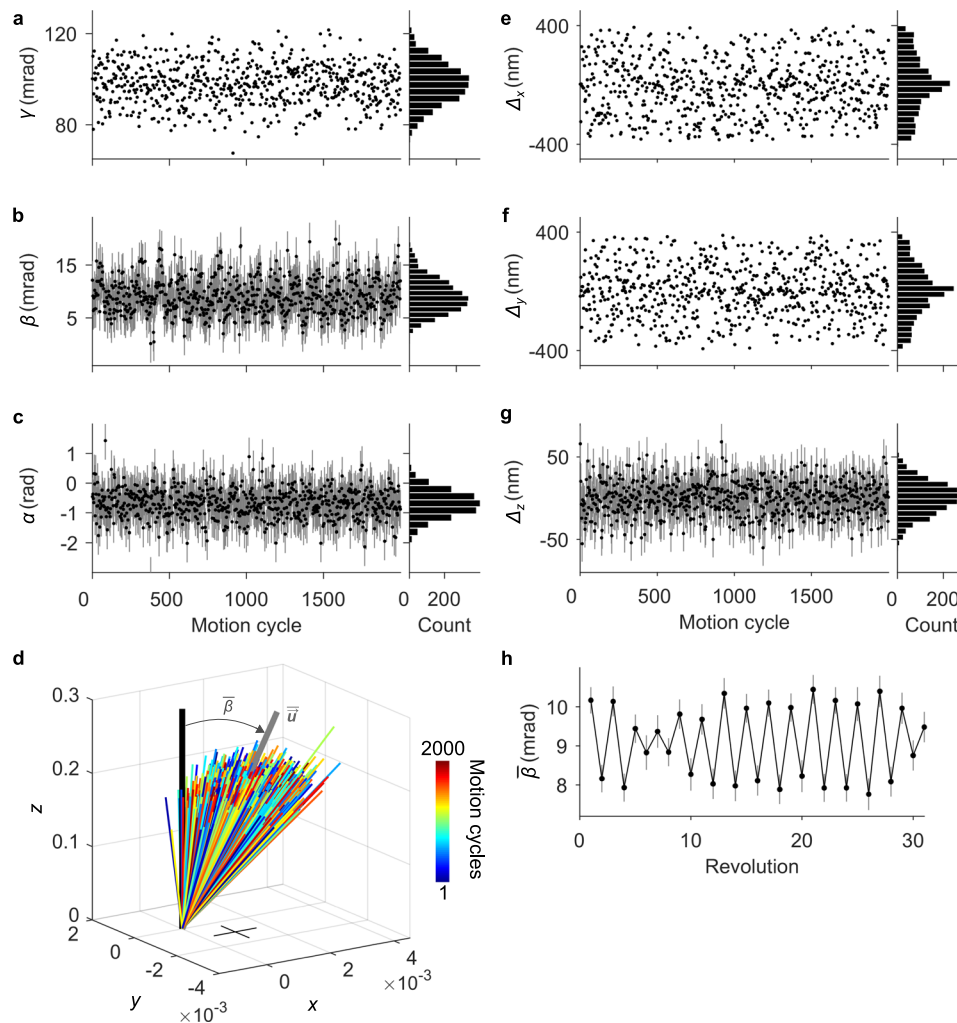 a
γ (mrad)
120
80
b
β (mrad)
15
5
c
α (rad)
1
0
-1
-2
0 500 1000 1500 0 200
Motion cycle Count
e
Δx (nm)
400
-400
f
Δy (nm)
400
-400
g
Δz (nm)
50
-50
0 500 1000 1500 0 200
Motion cycle Count
d
0.3
0.2
0.1
0
z
β
u
2000
Motion cycles
1
2
0
-2
-4
×10⁻³
y
0
2
4
×10⁻³
x
h
β (mrad)
10
9
8
0 10 20 30
Revolution